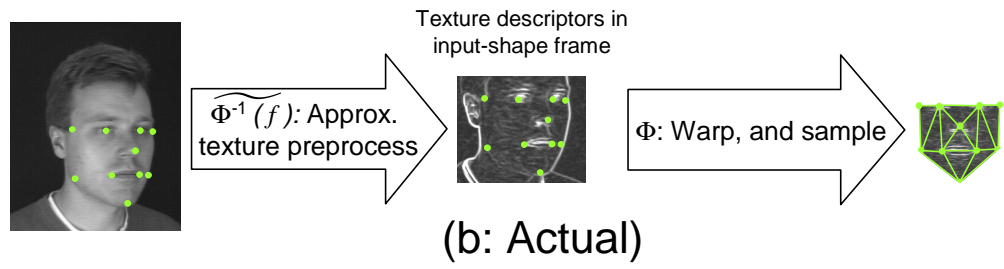 Texture descriptors in
input-shape frame
Φ⁻¹(f): Approx.
texture preprocess
Φ: Warp, and sample
(b: Actual)